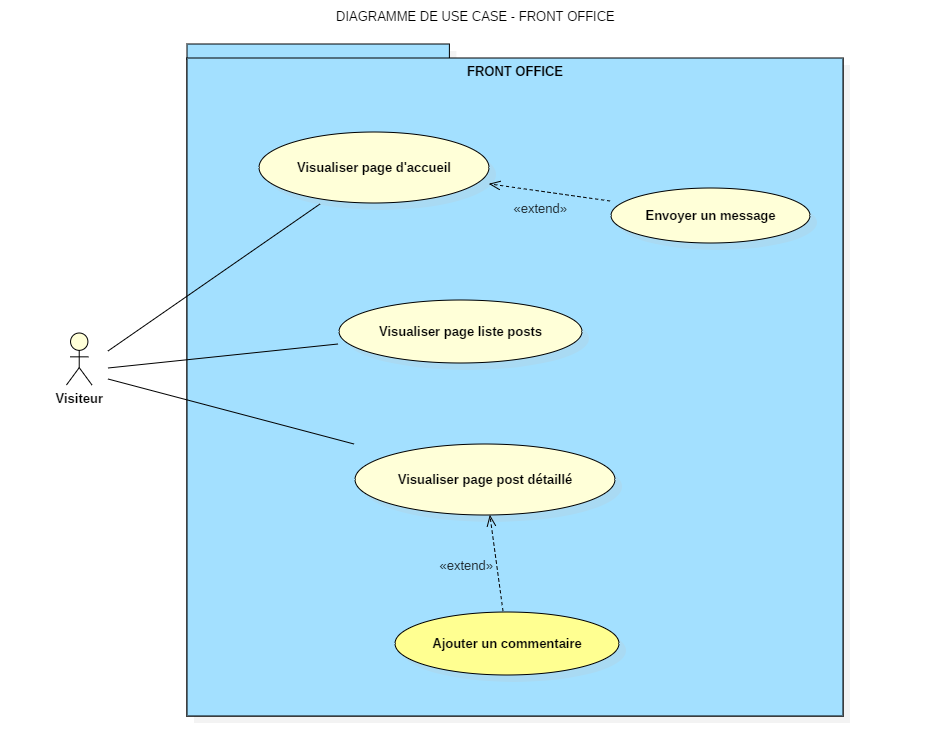 DIAGRAMME DE USE CASE - FRONT OFFICE
FRONT OFFICE
Visualiser page d'accueil
«extend»
Envoyer un message
Visualiser page liste posts
Visiteur
Visualiser page post détaillé
«extend»
Ajouter un commentaire